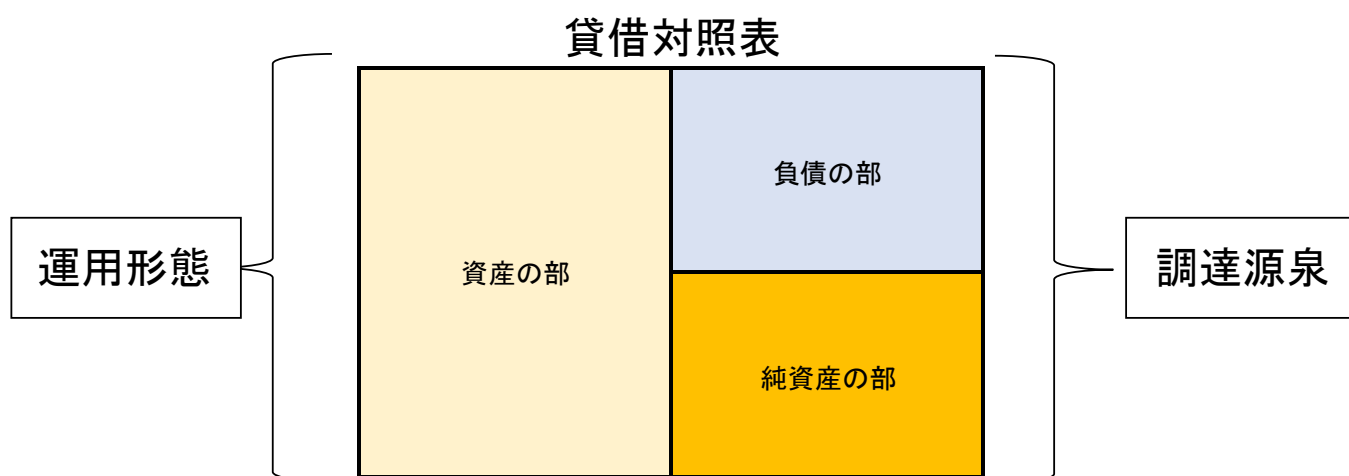 貸借対照表
運用形態
資産の部
負債の部
純資産の部
調達源泉